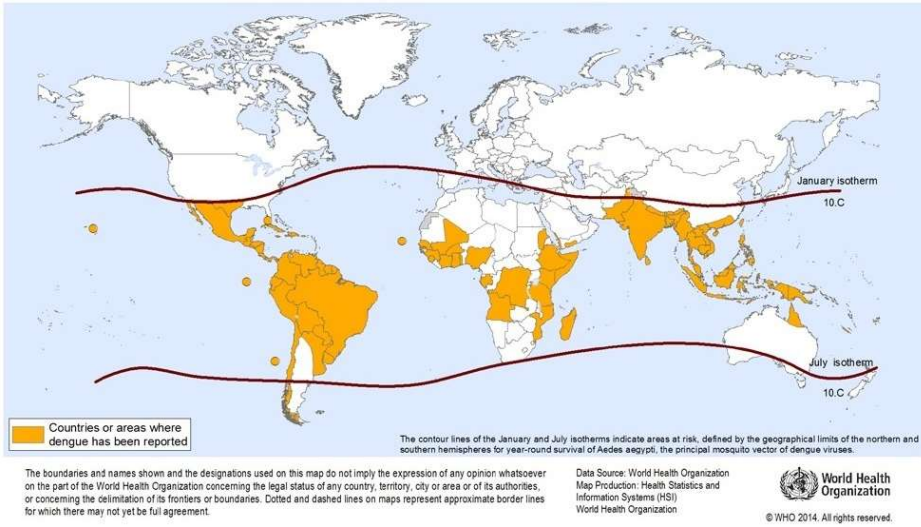 January isotherm
10.C
July isotherm
10.C
Countries or areas where
dengue has been reported
The contour lines of the January and July isotherms indicate areas at risk, defined by the geographical limits of the northern and
southern hemispheres for year-round survival of Aedes aegypti, the principal mosquito vector of dengue viruses.
The boundaries and names shown and the designations used on this map do not imply the expression of any opinion whatsoever
on the part of the World Health Organization concerning the legal status of any country, territory, city or area or of its authorities,
or concerning the delimitation of its frontiers or boundaries. Dotted and dashed lines on maps represent approximate border lines
for which there may not yet be full agreement.
Data Source: World Health Organization
Map Production: Health Statistics and
Information Systems (HSI)
World Health Organization
World Health
Organization
© WHO 2014. All rights reserved.